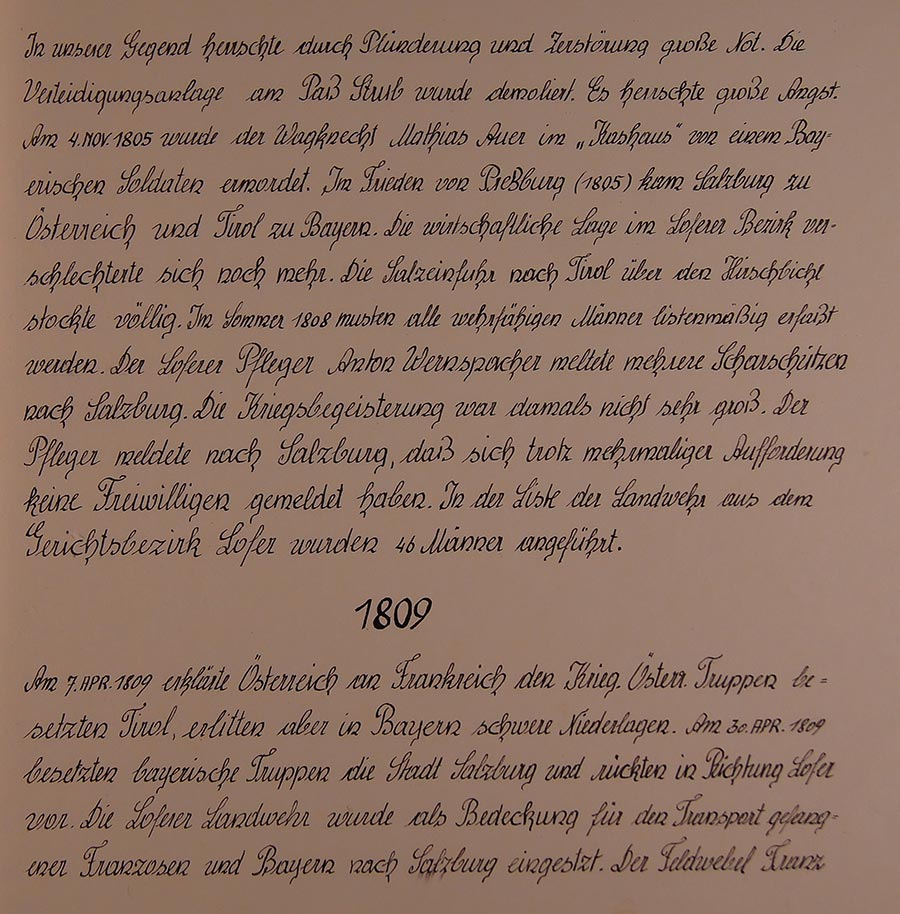 In unserer Gegend herrschte durch Plünderung und Zerstörung große Not. Die
Verteidigungsanlage am Paß Strub wurde demoliert. Es herrschte große Angst.
Am 4. NOV. 1805 wurde der Wagknecht Mathias Auer im „Kashaus" von einem Bay=
erischen Soldaten ermordet. Im Frieden von Preßburg (1805) kam Salzburg zu
Österreich und Tirol zu Bayern. Die wirtschaftliche Lage im Loferer Bezirk ver-
schlechterte sich noch mehr. Die Salzeinfuhr nach Tirol über den Hirschbichl
stockte völlig. Im Sommer 1808 musten alle wehrfähigen Männer listenmäßig erfaßt
werden. Der Loferer Pfleger Anton Wernspacher meltete mehrere Scharschützen
nach Salzburg. Die Kriegsbegeisterung war damals nicht sehr groß. Der
Pfleger meldete nach Salzburg, daß sich trotz mehrmaliger Aufforderung
keine Freiwilligen gemeldet haben. In der Liste der Landwehr aus dem
Gerichtsbezirk Lofer wurden 46 Männer angeführt.
1809
Am 7. APR. 1809 erklärte Österreich an Frankreich den Krieg. Österr. Truppen be=
setzten Tirol, erlitten aber in Bayern schwere Niederlagen. Am 30. APR. 1809
besetzten bayerische Truppen die Stadt Salzburg und rückten in Richtung Lofer
vor. Die Loferer Landwehr wurde als Bedeckung für den Transport gefang=
ener Franzosen und Bayern nach Salzburg eingestzt. Der Feldwebel Franz